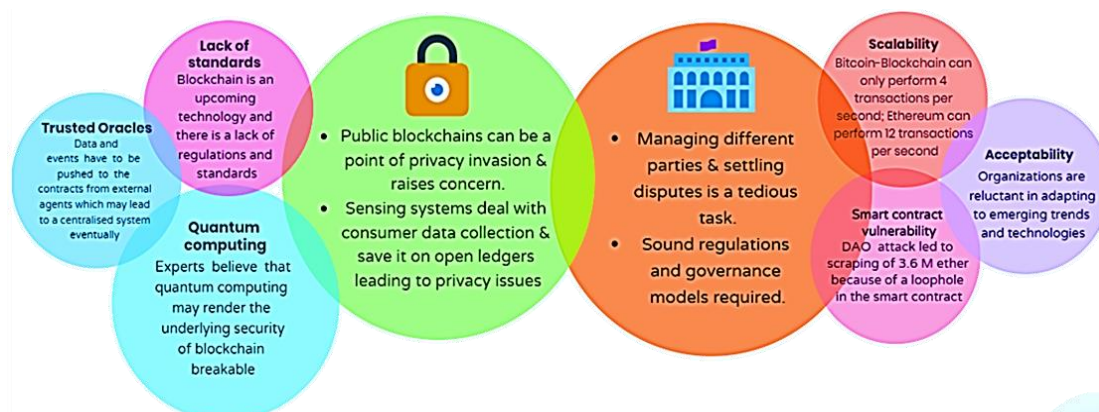 Trusted Oracles
Data and
events have to be
pushed to the
contracts from external
agents which may lead
to a centralised system
eventually
Lack of
standards
Blockchain is an
upcoming
technology and
there is a lack of
regulations and
standards
Quantum
computing
Experts believe that
quantum computing
may render the
underlying security
of blockchain
breakable
• Public blockchains can be a
point of privacy invasion &
raises concern.
• Sensing systems deal with
consumer data collection &
save it on open ledgers
leading to privacy issues
• Managing different
parties & settling
disputes is a tedious
task.
• Sound regulations
and governance
models required.
Scalability
Bitcoin-Blockchain can
only perform 4
transactions per
second; Ethereum can
perform 12 transactions
per second
Smart contract
vulnerability
DAO attack led to
scraping of 3.6 M ether
because of a loophole
in the smart contract
Acceptability
Organizations are
reluctant in adapting
to emerging trends
and technologies